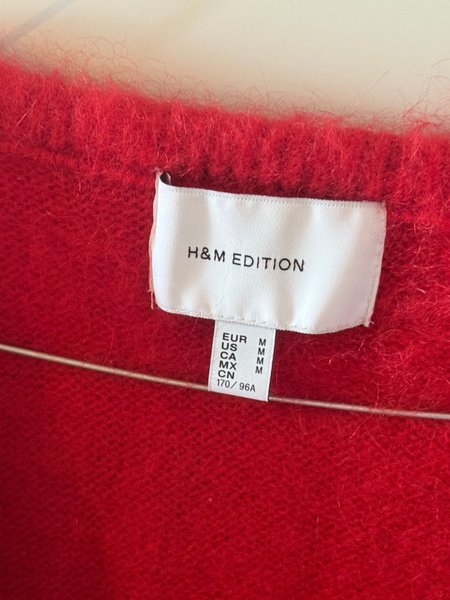 H&M EDITION
EUR M
US M
CA M
MX M
CN 170/96A